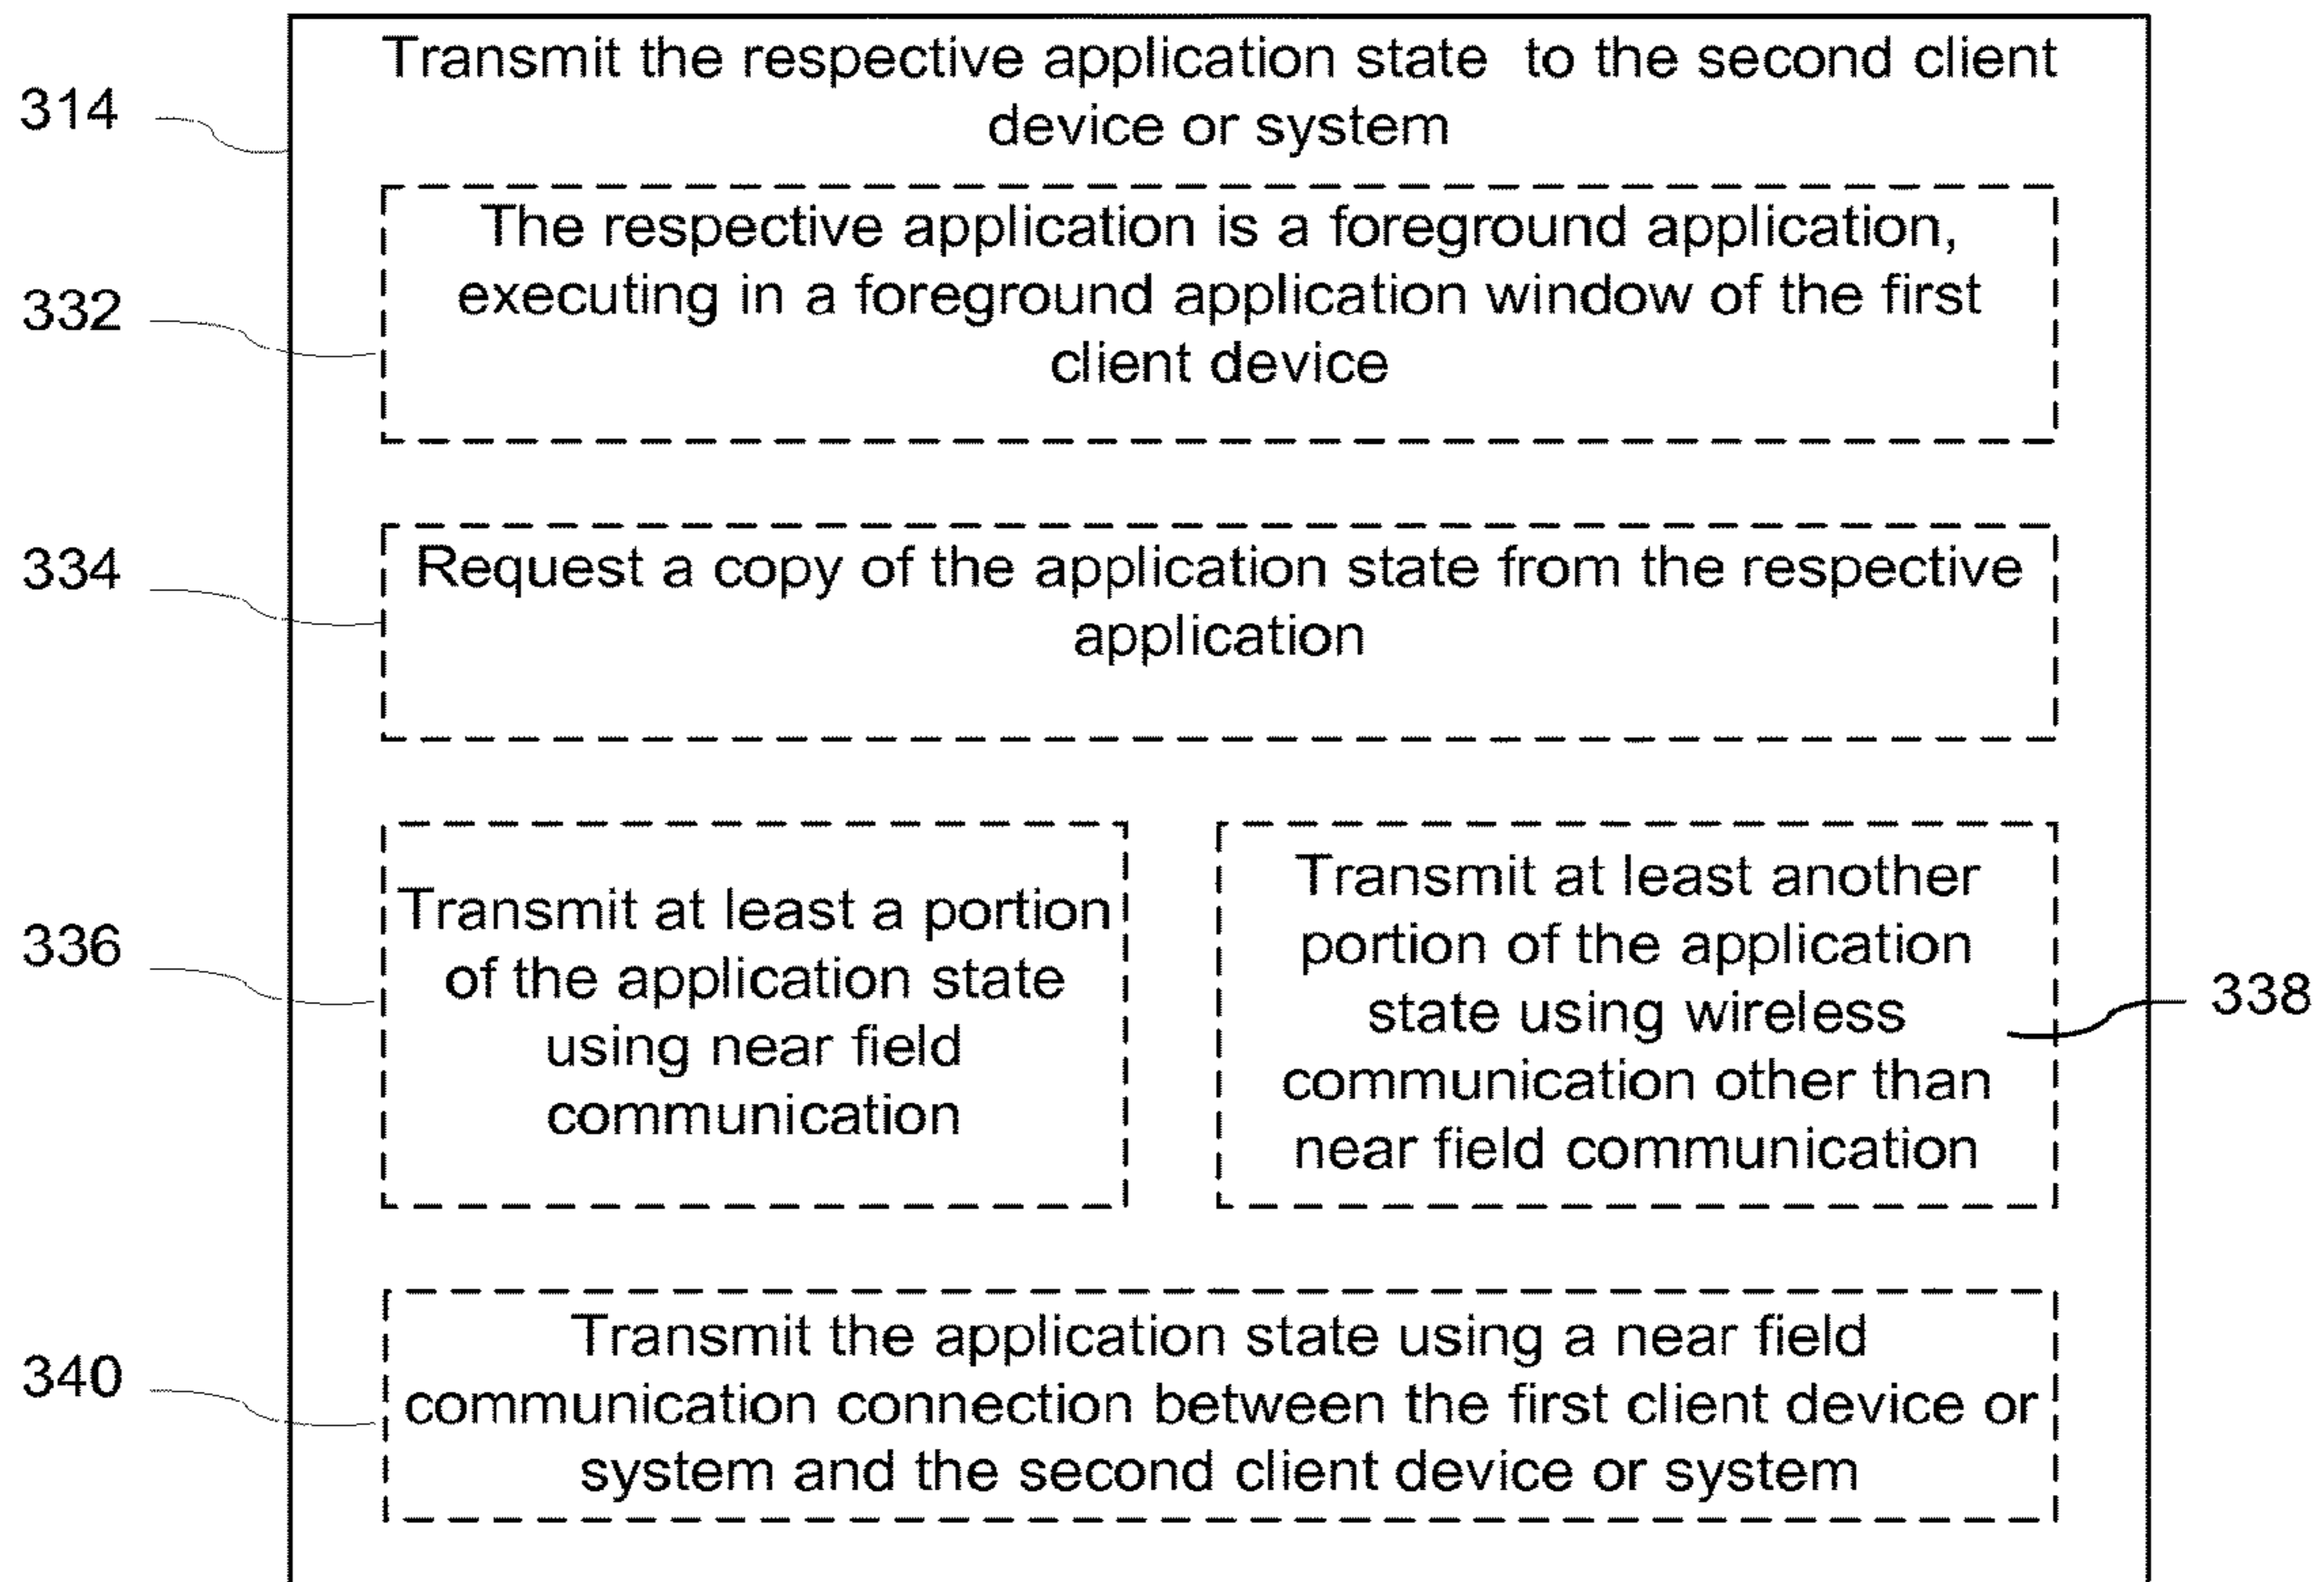 Transmit the respective application state to the second client
device or system
314
The respective application is a foreground application,
executing in a foreground application window of the first
client device
332
Request a copy of the application state from the respective
application
334
Transmit at least a portion
of the application state
using near field
communication
336
Transmit at least another
portion of the application
state using wireless
communication other than
near field communication
338
Transmit the application state using a near field
communication connection between the first client device or
system and the second client device or system
340